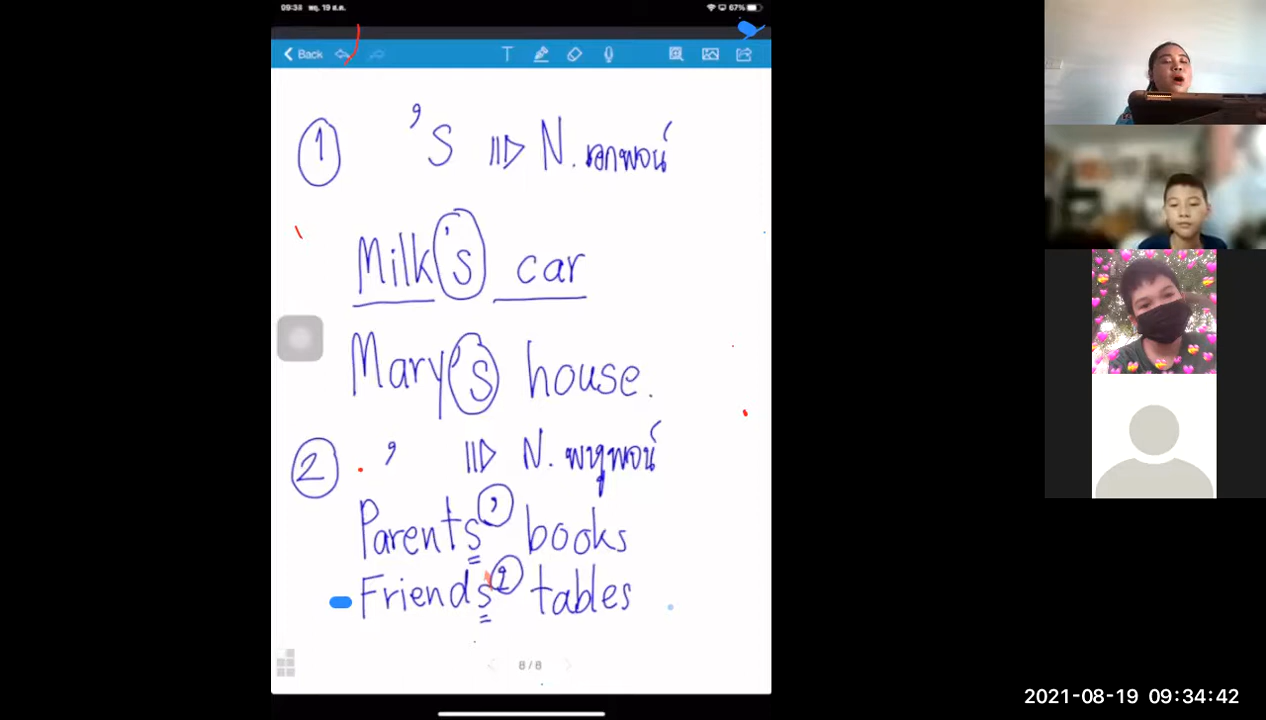 09:38 พฤ. 19 ส.ค.
67%
Back
T
1 's N. เอกพจน์
Milk's car
Mary's house.
2 ' N. พหูพจน์
Parents' books
Friends' tables
8/8
2021-08-19 09:34:42